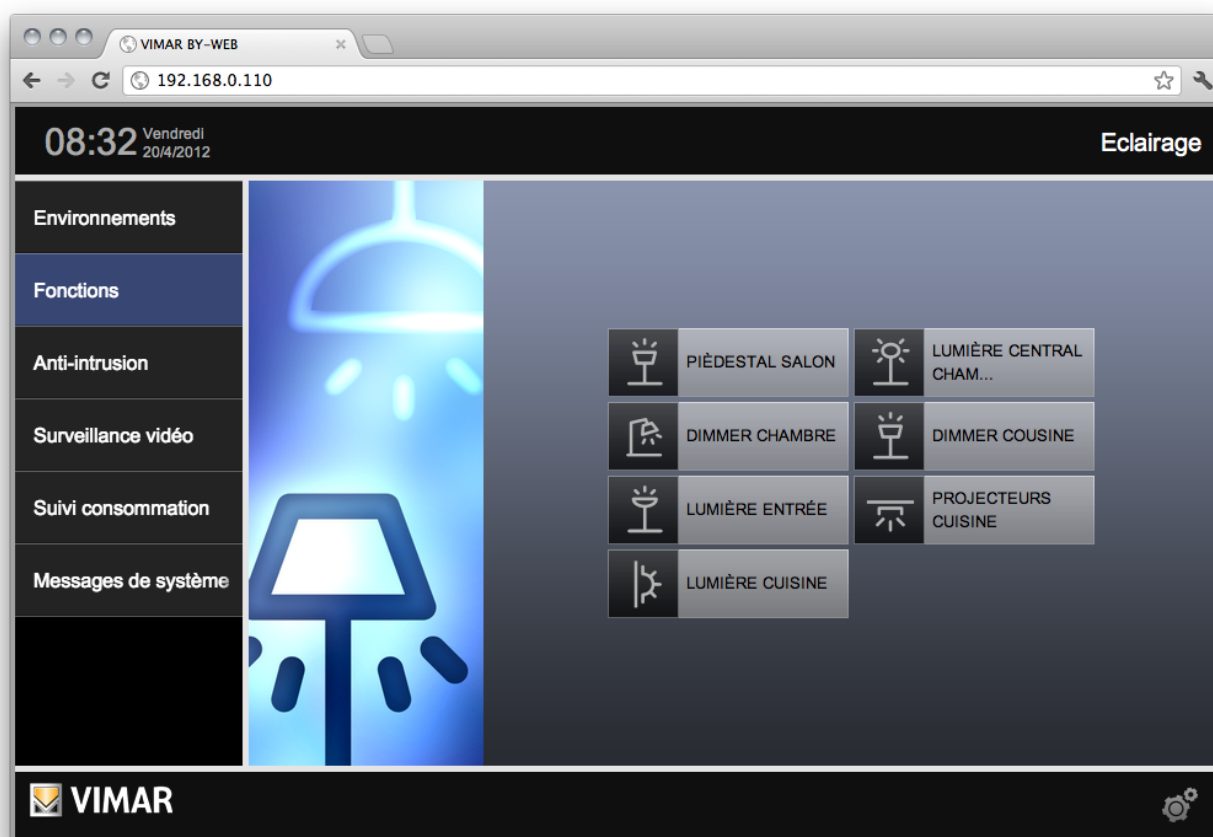 VIMAR BY-WEB
192.168.0.110
08:32
Vendredi
20/4/2012
Eclairage
Environnements
Fonctions
Anti-intrusion
Surveillance vidéo
Suivi consommation
Messages de système
PIÈDESTAL SALON
LUMIÈRE CENTRAL
CHAM...
DIMMER CHAMBRE
DIMMER COUSINE
LUMIÈRE ENTRÉE
PROJECTEURS
CUISINE
LUMIÈRE CUISINE
VIMAR